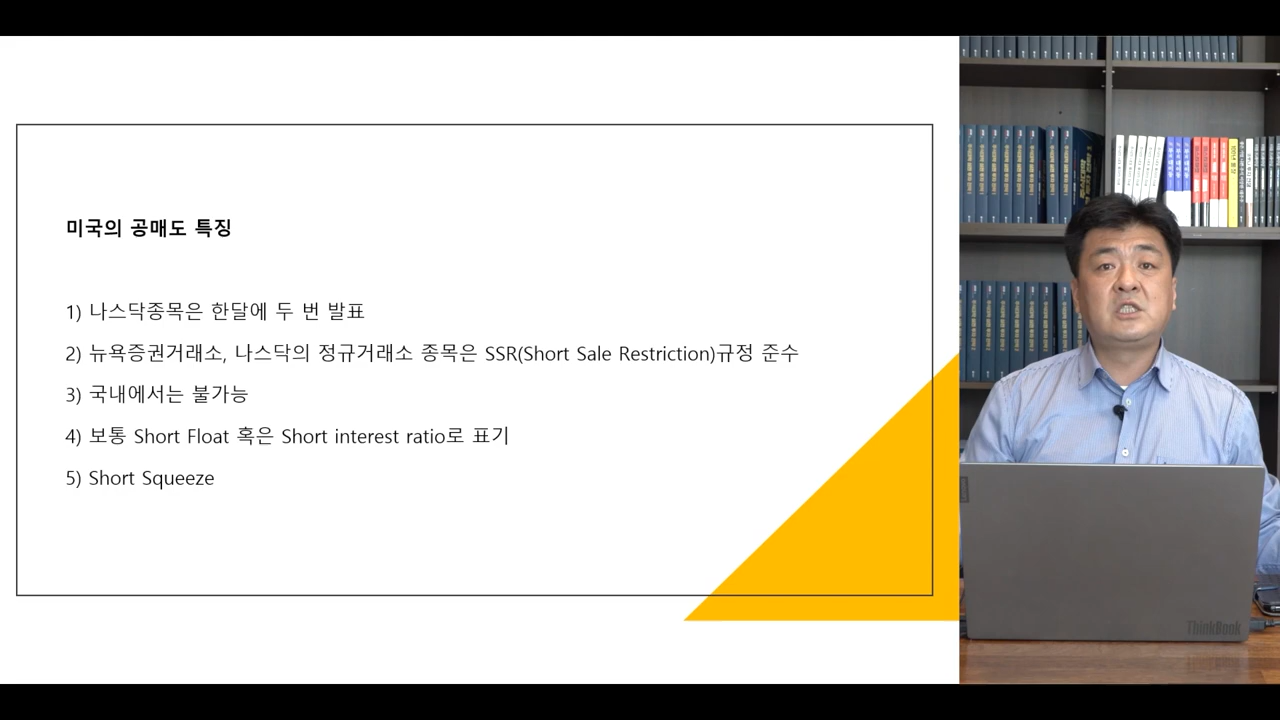 미국의 공매도 특징
1) 나스닥종목은 한달에 두 번 발표
2) 뉴욕증권거래소, 나스닥의 정규거래소 종목은 SSR(Short Sale Restriction)규정 준수
3) 국내에서는 불가능
4) 보통 Short Float 혹은 Short interest ratio로 표기
5) Short Squeeze
ThinkBook